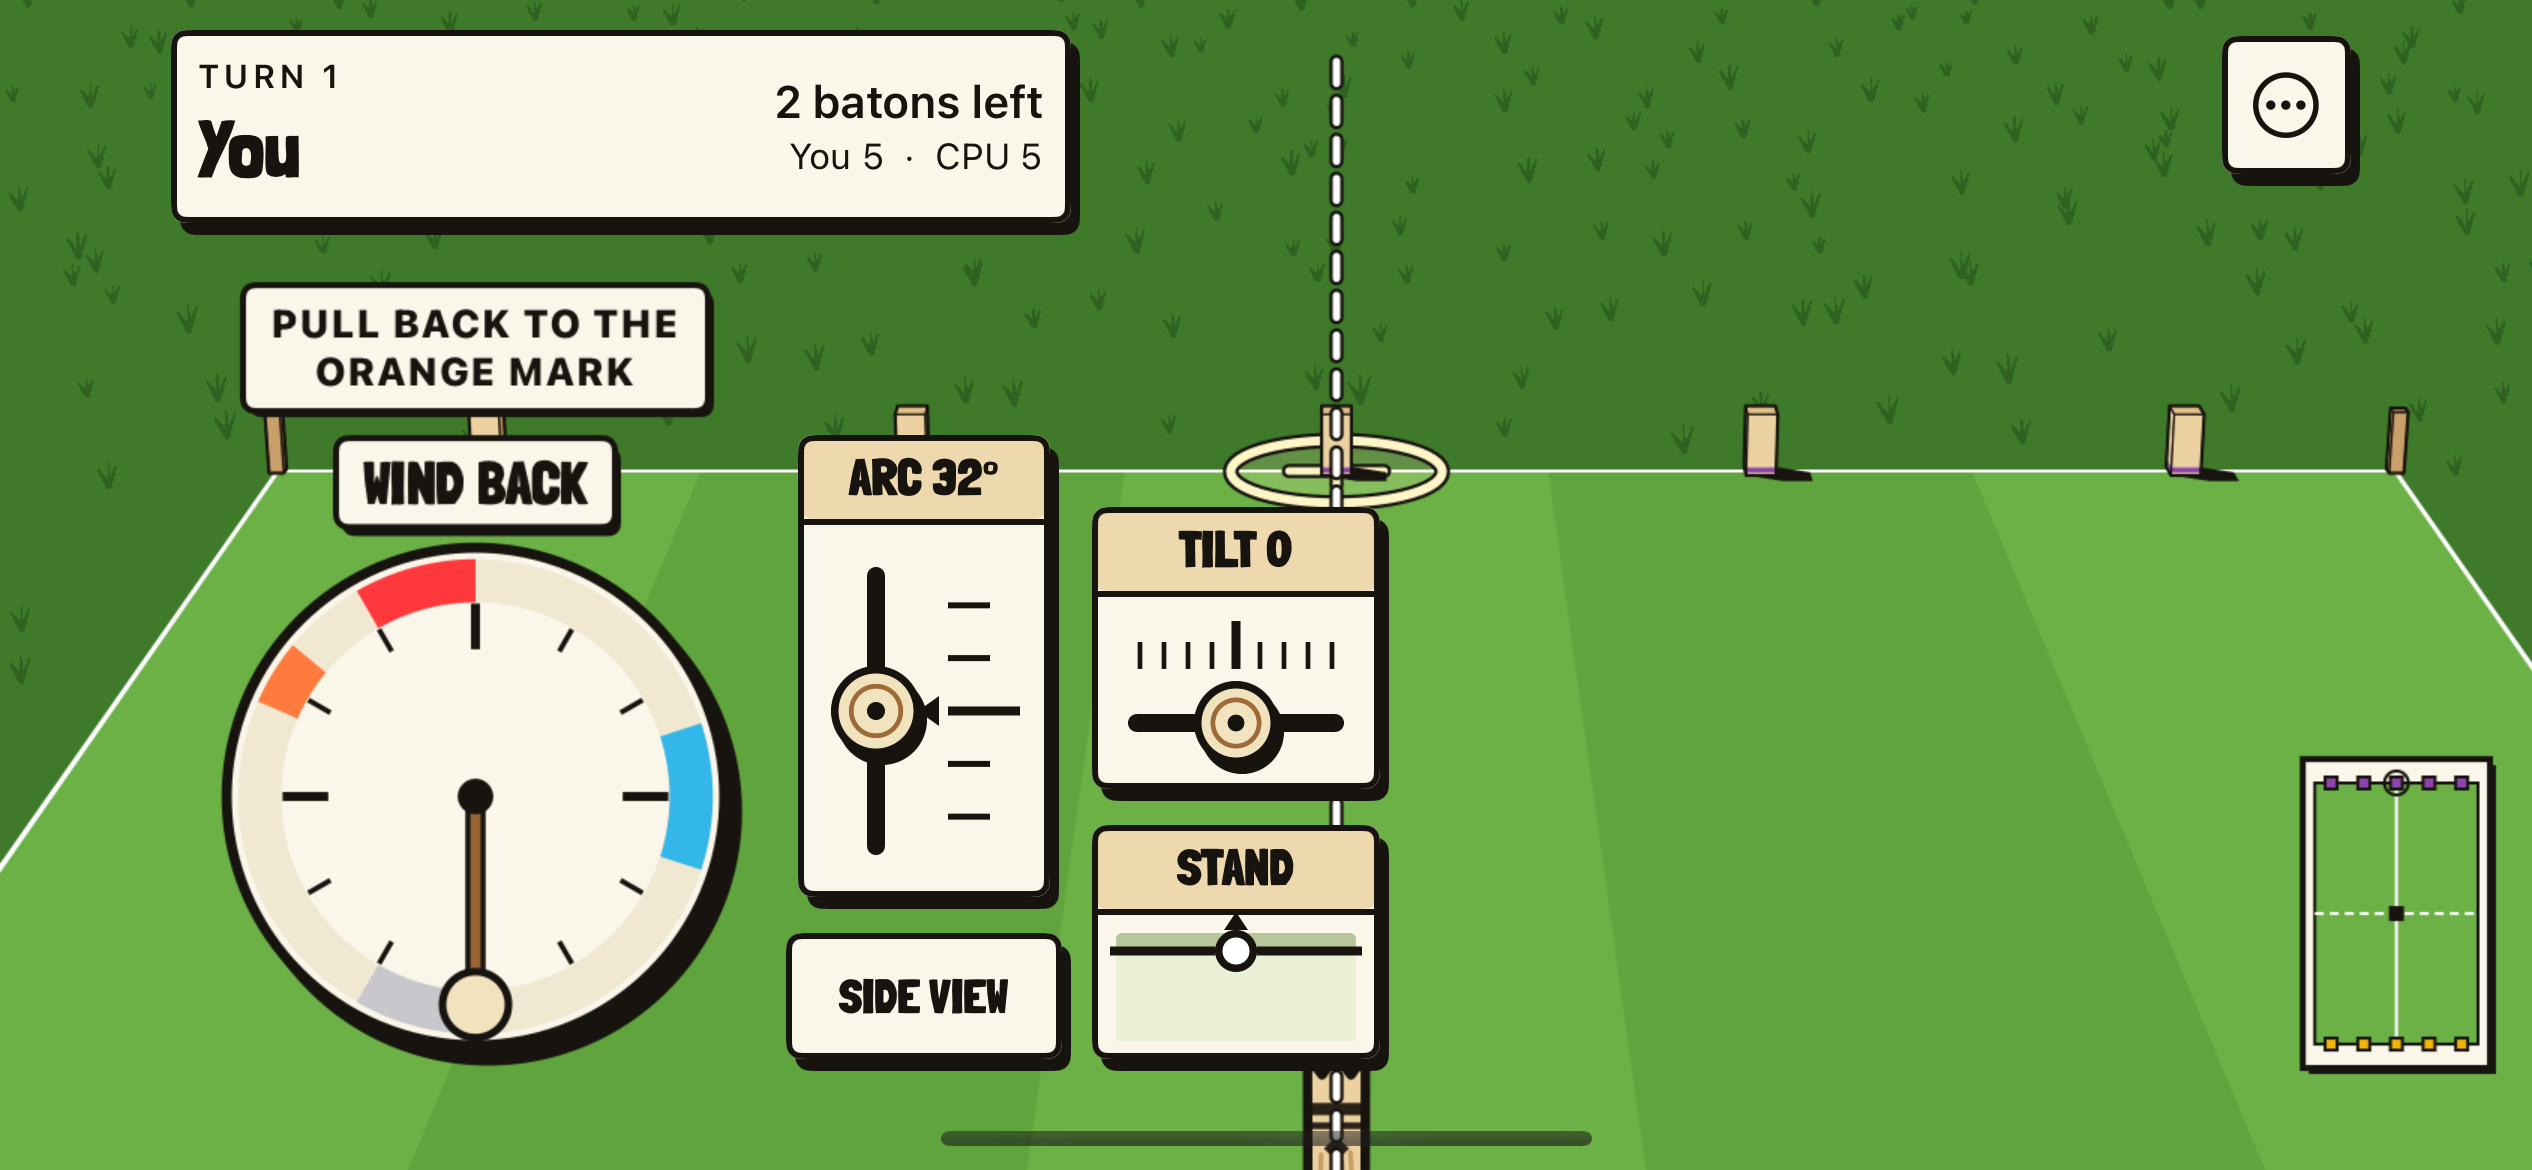 TURN 1
You
2 batons left
You 5 · CPU 5
PULL BACK TO THE
ORANGE MARK
WIND BACK
ARC 32°
TILT 0
STAND
SIDE VIEW